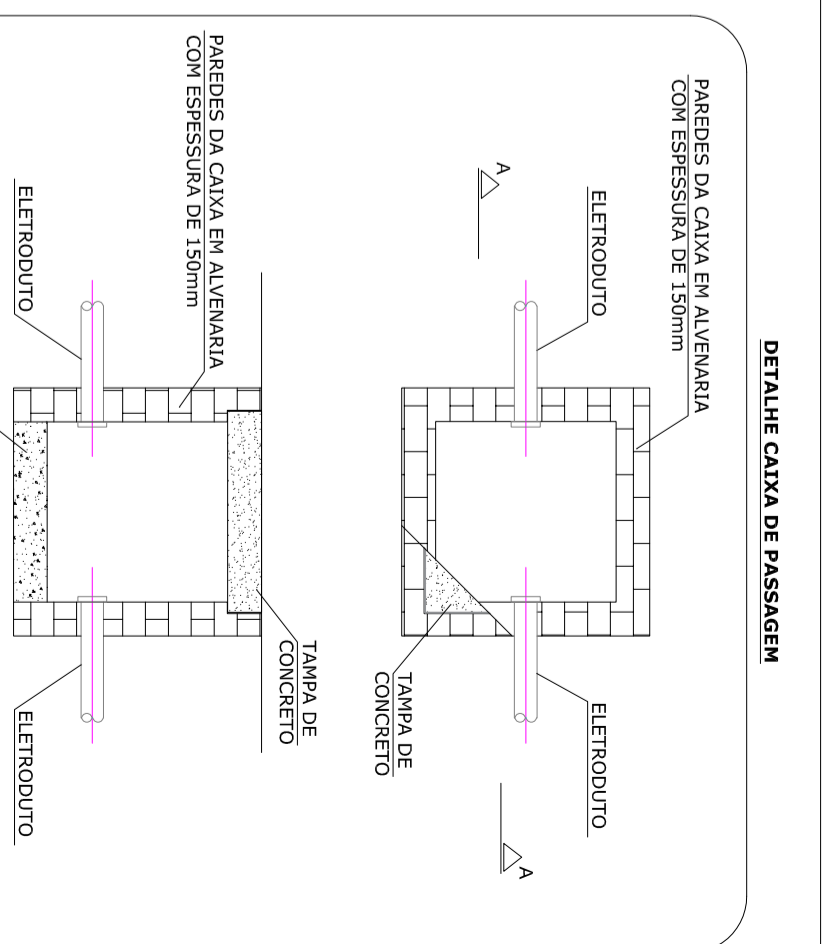 DETALHE CAIXA DE PASSAGEM
PAREDES DA CAIXA EM ALVENARIA
COM ESPESSURA DE 150mm
A
ELETRODUTO
ELETRODUTO
A
TAMPA DE
CONCRETO
PAREDES DA CAIXA EM ALVENARIA
COM ESPESSURA DE 150mm
TAMPA DE
CONCRETO
ELETRODUTO
ELETRODUTO